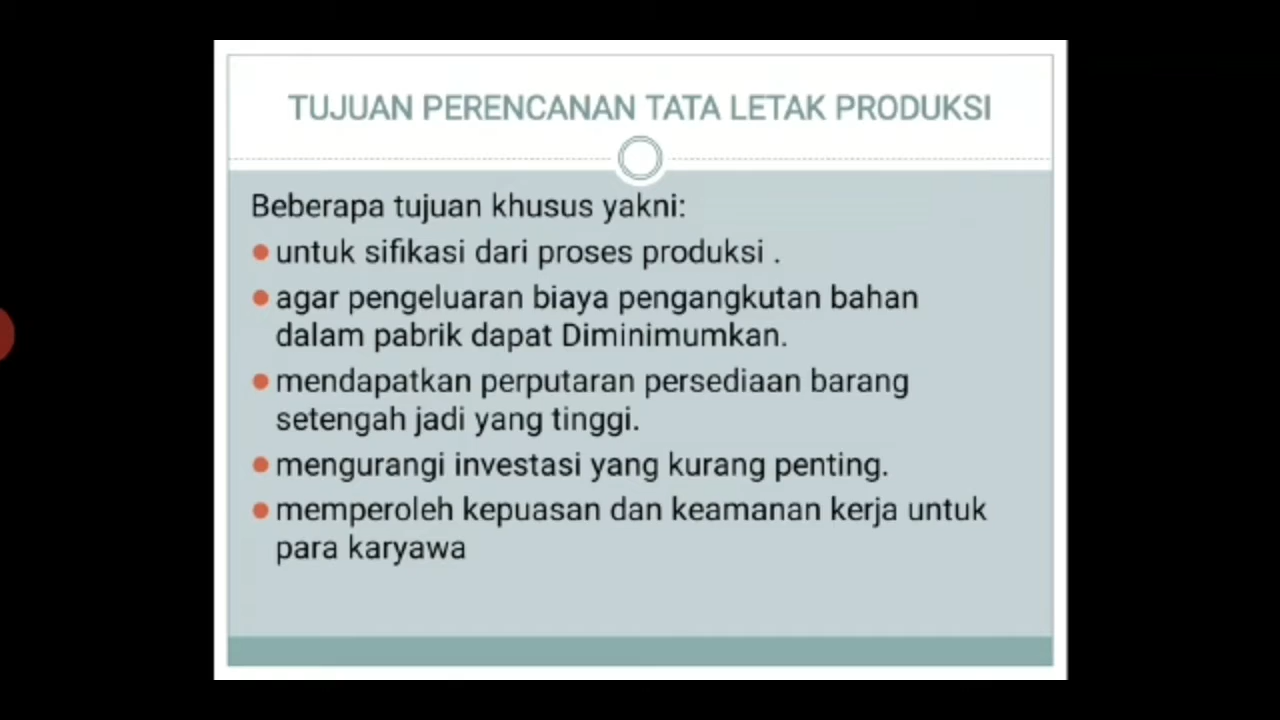 TUJUAN PERENCANAN TATA LETAK PRODUKSI
Beberapa tujuan khusus yakni:
untuk sifikasi dari proses produksi .
agar pengeluaran biaya pengangkutan bahan
dalam pabrik dapat Diminimumkan.
mendapatkan perputaran persediaan barang
setengah jadi yang tinggi.
mengurangi investasi yang kurang penting.
memperoleh kepuasan dan keamanan kerja untuk
para karyawa